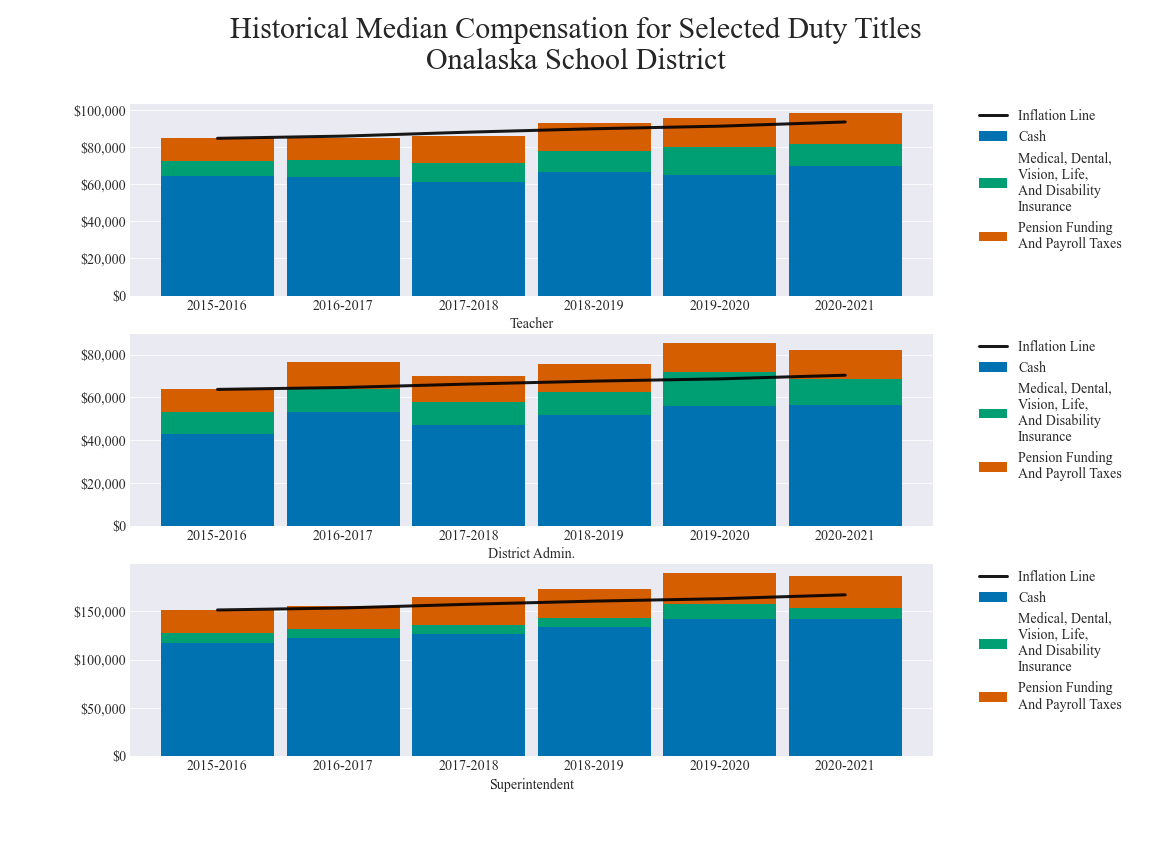 Historical Median Compensation for Selected Duty Titles
Onalaska School District
$100,000
$80,000
$60,000
$40,000
$20,000
$0
2015-2016 2016-2017 2017-2018 2018-2019 2019-2020 2020-2021
Teacher
Inflation Line
Cash
Medical, Dental,
Vision, Life,
And Disability
Insurance
Pension Funding
And Payroll Taxes
$80,000
$60,000
$40,000
$20,000
$0
2015-2016 2016-2017 2017-2018 2018-2019 2019-2020 2020-2021
District Admin.
Inflation Line
Cash
Medical, Dental,
Vision, Life,
And Disability
Insurance
Pension Funding
And Payroll Taxes
$150,000
$100,000
$50,000
$0
2015-2016 2016-2017 2017-2018 2018-2019 2019-2020 2020-2021
Superintendent
Inflation Line
Cash
Medical, Dental,
Vision, Life,
And Disability
Insurance
Pension Funding
And Payroll Taxes